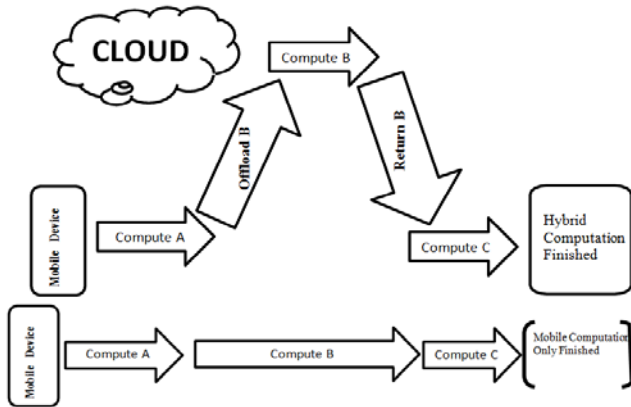 CLOUD
Compute B
Offload B
Return B
Mobile Device
Compute A
Compute C
Hybrid
Computation
Finished
Mobile Device
Compute A
Compute B
Compute C
Mobile Computation
Only Finished